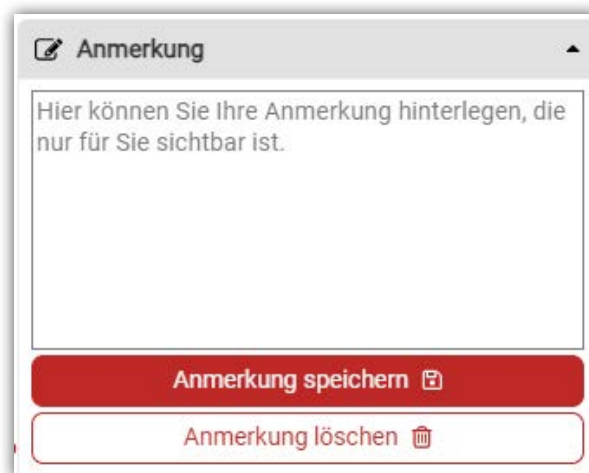 Anmerkung
Hier können Sie Ihre Anmerkung hinterlegen, die
nur für Sie sichtbar ist.
Anmerkung speichern
Anmerkung löschen